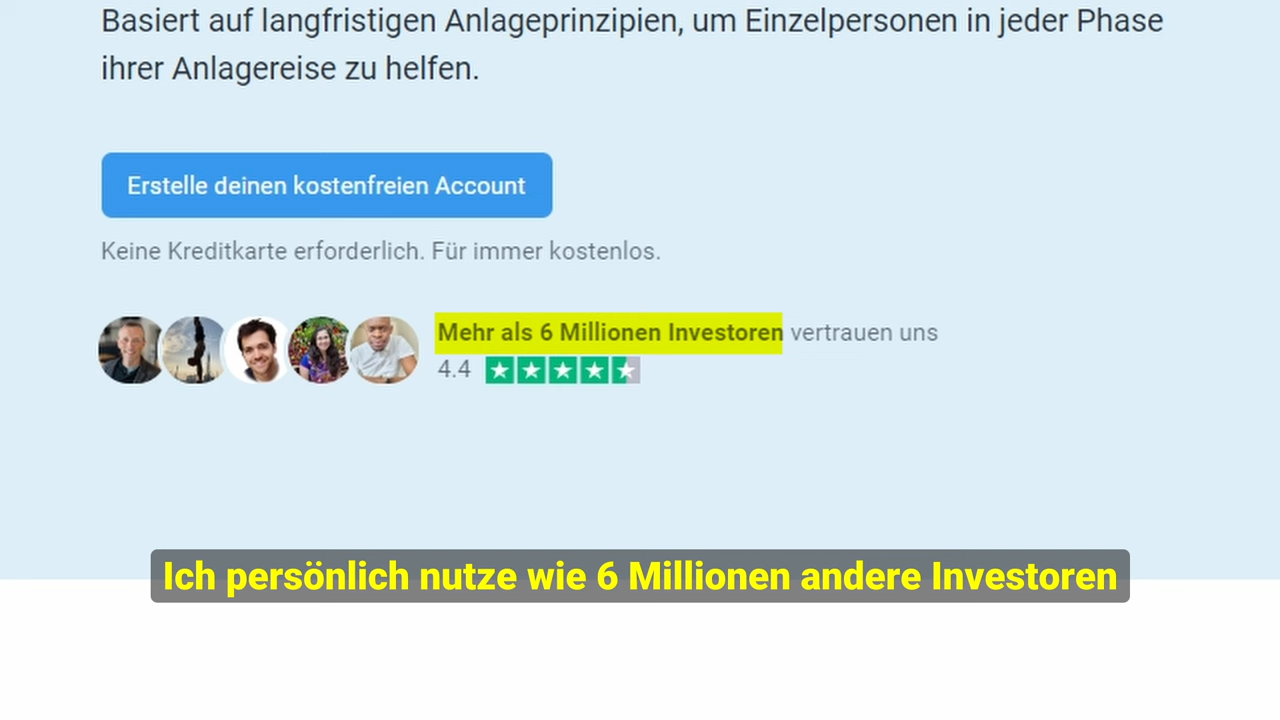 Basiert auf langfristigen Anlageprinzipien, um Einzelpersonen in jeder Phase
ihrer Anlagereise zu helfen.
Erstelle deinen kostenfreien Account
Keine Kreditkarte erforderlich. Für immer kostenlos.
Mehr als 6 Millionen Investoren vertrauen uns
4.4
Ich persönlich nutze wie 6 Millionen andere Investoren